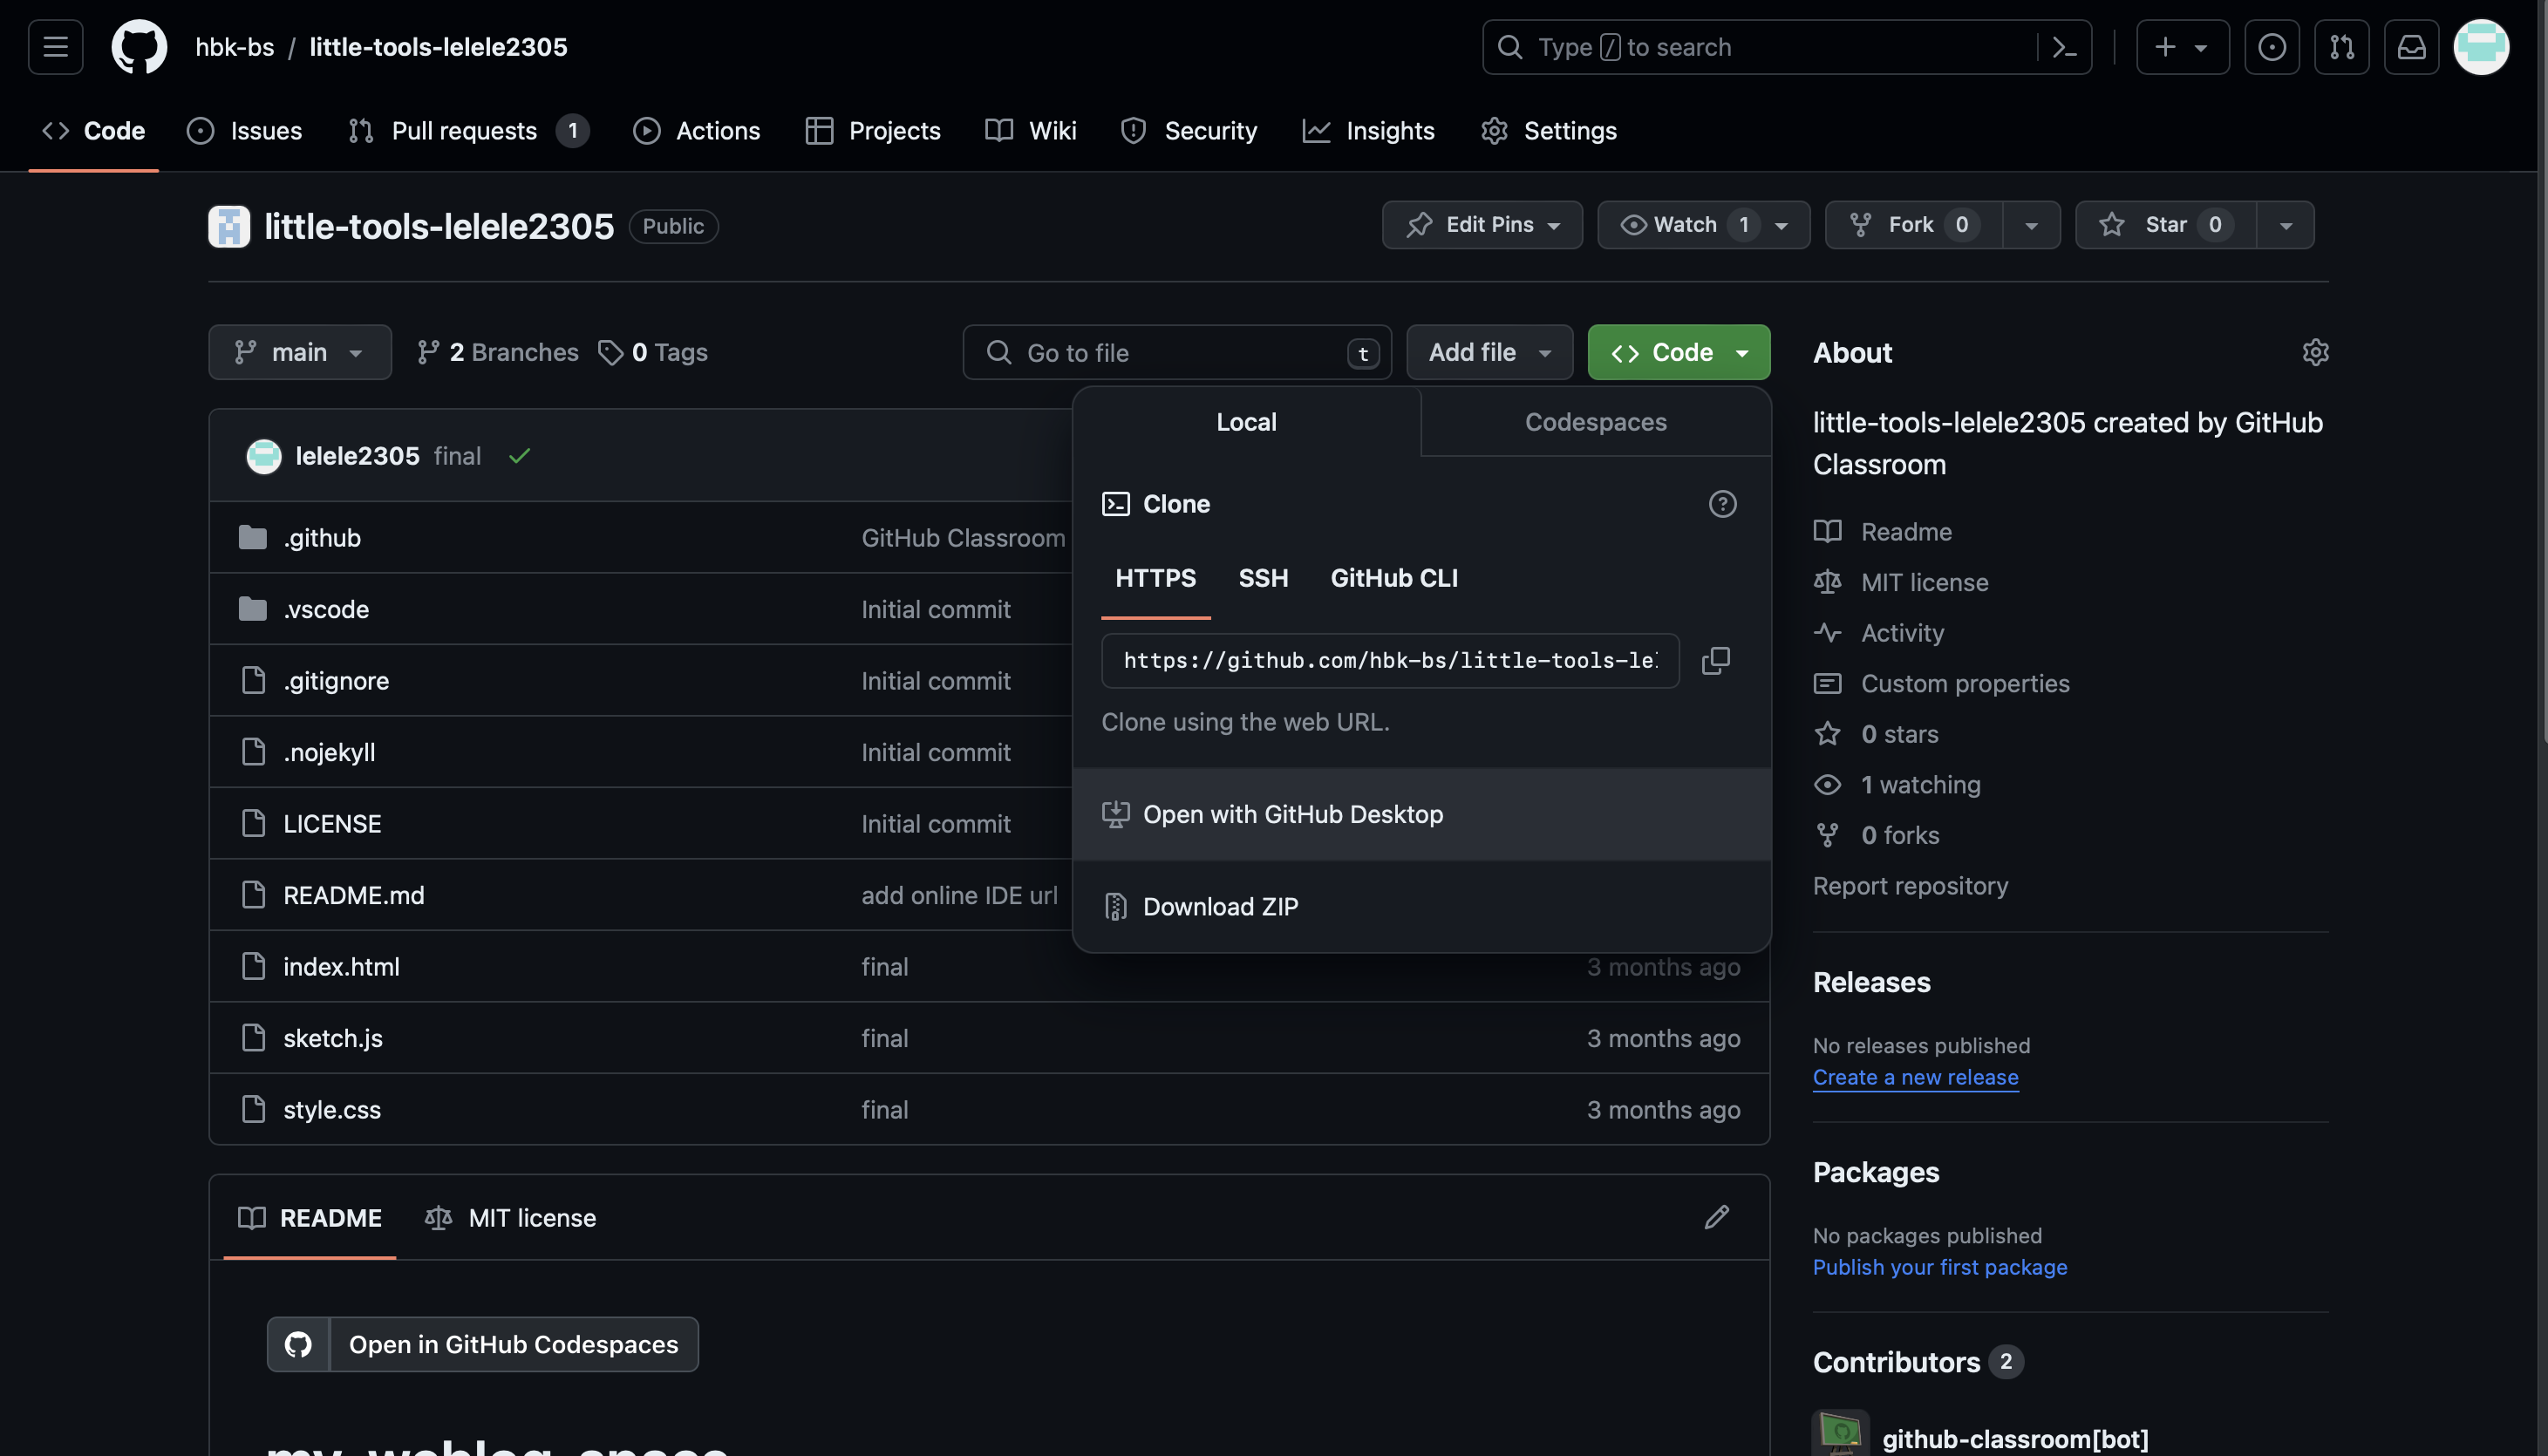 hbk-bs / little-tools-lelele2305
Type / to search
Code
Issues
Pull requests 1
Actions
Projects
Wiki
Security
Insights
Settings
little-tools-lelele2305 Public
Edit Pins
Watch 1
Fork 0
Star 0
main
2 Branches
0 Tags
Go to file t
Add file
Code
Local
Codespaces
Clone
HTTPS
SSH
GitHub CLI
https://github.com/hbk-bs/little-tools-lel
Clone using the web URL.
Open with GitHub Desktop
Download ZIP
lelele2305 final
.github GitHub Classroom
.vscode Initial commit
.gitignore Initial commit
.nojekyll Initial commit
LICENSE Initial commit
README.md add online IDE url
index.html final 3 months ago
sketch.js final 3 months ago
style.css final 3 months ago
README
MIT license
Open in GitHub Codespaces
About
little-tools-lelele2305 created by GitHub
Classroom
Readme
MIT license
Activity
Custom properties
0 stars
1 watching
0 forks
Report repository
Releases
No releases published
Create a new release
Packages
No packages published
Publish your first package
Contributors 2
github-classroom[bot]